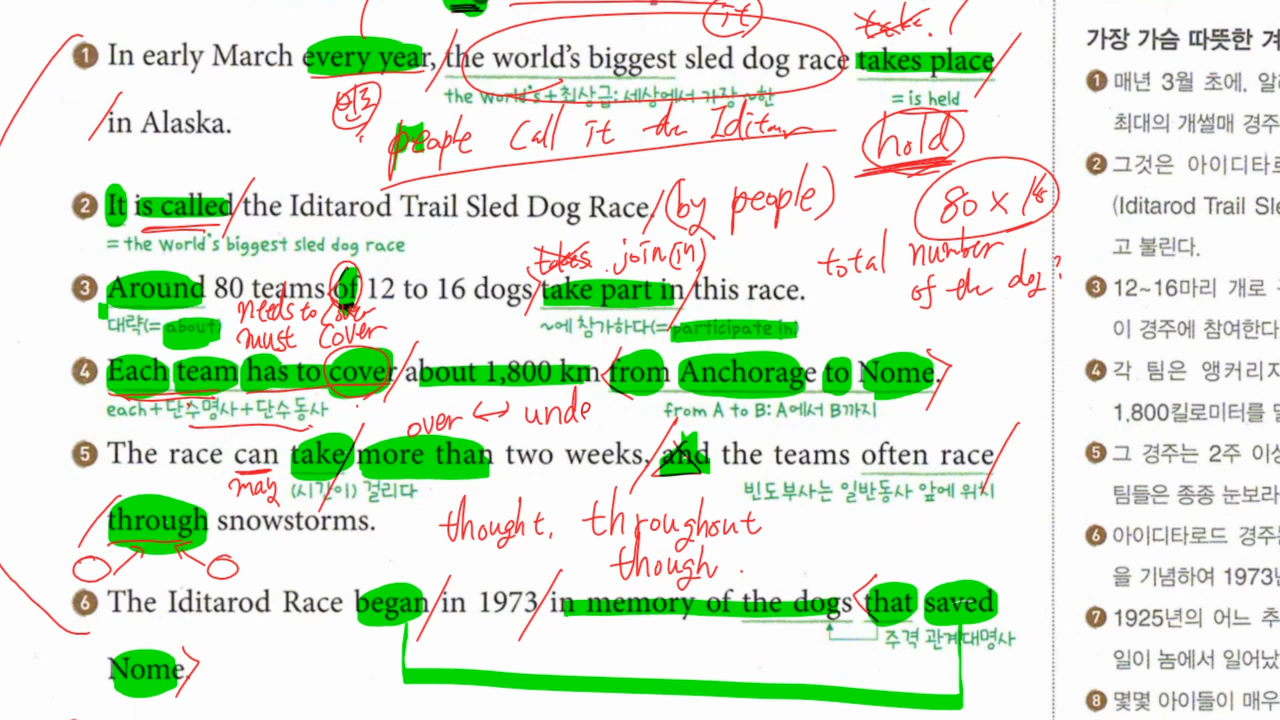 it
take.
① In early March every year, the world's biggest sled dog race takes place
the world's + 최상급: 세상에서 가장 ~한
= is held
in Alaska.
people call it the
hold
② It is called the Iditarod Trail Sled Dog Race. (by people)
= the world's biggest sled dog race
80 x
takes join(in)
total number
of the dog?
③ Around 80 teams of 12 to 16 dogs take part in this race.
대략(= about)
~에 참가하다(= participate in)
needs to cover
must cover
④ Each team has to cover about 1,800 km from Anchorage to Nome.
each+단수명사+단수동사
from A to B: A에서 B까지
over ↔ unde
⑤ The race can take more than two weeks, and the teams often race
may
(시간이) 걸리다
빈도부사는 일반동사 앞에 위치
through snowstorms.
thought, throughout
though.
⑥ The Iditarod Race began in 1973 in memory of the dogs that saved
주격 관계대명사
Nome.
가장 가슴 따뜻한 겨
① 매년 3월 초에, 알래
최대의 개썰매 경주
② 그것은 아이디타로
(Iditarod Trail Sle
고 불린다.
③ 12~16마리 개로
이 경주에 참여한다
④ 각 팀은 앵커리지
1,800킬로미터를
⑤ 그 경주는 2주 이상
팀들은 종종 눈보라
⑥ 아이디타로드 경주는
을 기념하여 1973년
⑦ 1925년의 어느 추
일이 놈에서 일어났
⑧ 몇몇 아이들이 매우